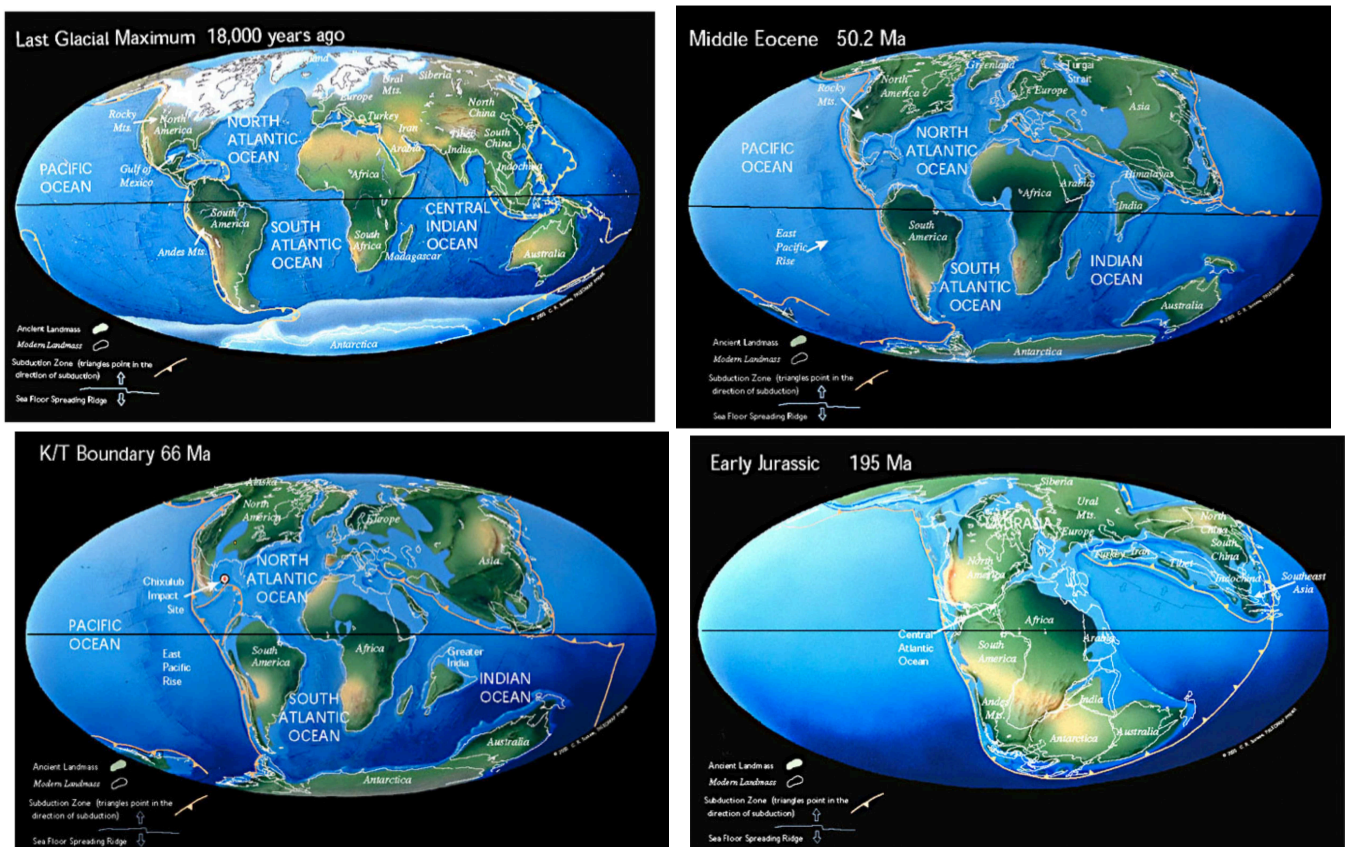 Last Glacial Maximum 18,000 years ago
Ural
Mts.
Siberia
Europe
Rocky
Mts.
North
America
NORTH
ATLANTIC
OCEAN
Turkey
Iran
Arabia
Tibet
India
North
China
South
China
Indochina
PACIFIC
OCEAN
Gulf of
Mexico
Africa
South
America
Andes Mts.
SOUTH
ATLANTIC
OCEAN
South
Africa
Madagascar
CENTRAL
INDIAN
OCEAN
Australia
Antarctica
Ancient Landmass
Modern Landmass
Subduction Zone (triangles point in the
direction of subduction)
Sea Floor Spreading Ridge
Middle Eocene 50.2 Ma
Greenland
Turgai
Strait
North
America
Rocky
Mts.
Europe
Asia
PACIFIC
OCEAN
NORTH
ATLANTIC
OCEAN
Africa
Arabia
Himalayas
India
East
Pacific
Rise
South
America
SOUTH
ATLANTIC
OCEAN
INDIAN
OCEAN
Australia
Antarctica
Ancient Landmass
Modern Landmass
Subduction Zone (triangles point in the
direction of subduction)
Sea Floor Spreading Ridge
K/T Boundary 66 Ma
Alaska
North
America
Europe
Asia
NORTH
ATLANTIC
OCEAN
Chixulub
Impact
Site
PACIFIC
OCEAN
East
Pacific
Rise
South
America
Africa
Greater
India
INDIAN
OCEAN
SOUTH
ATLANTIC
OCEAN
Australia
Antarctica
Ancient Landmass
Modern Landmass
Subduction Zone (triangles point in the
direction of subduction)
Sea Floor Spreading Ridge
Early Jurassic 195 Ma
Siberia
Ural
Mts.
LAURASIA
Europe
North
China
South
China
Turkey
Iran
Tibet
Indochina
Southeast
Asia
North
America
Africa
Central
Atlantic
Ocean
Arabia
South
America
Andes
Mts.
India
Antarctica
Australia
Ancient Landmass
Modern Landmass
Subduction Zone (triangles point in the
direction of subduction)
Sea Floor Spreading Ridge